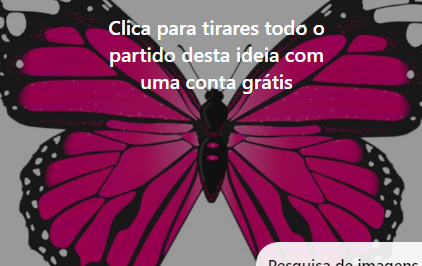 Clica para tirares todo o
partido desta ideia com
uma conta grátis
Pesquisa de imagens